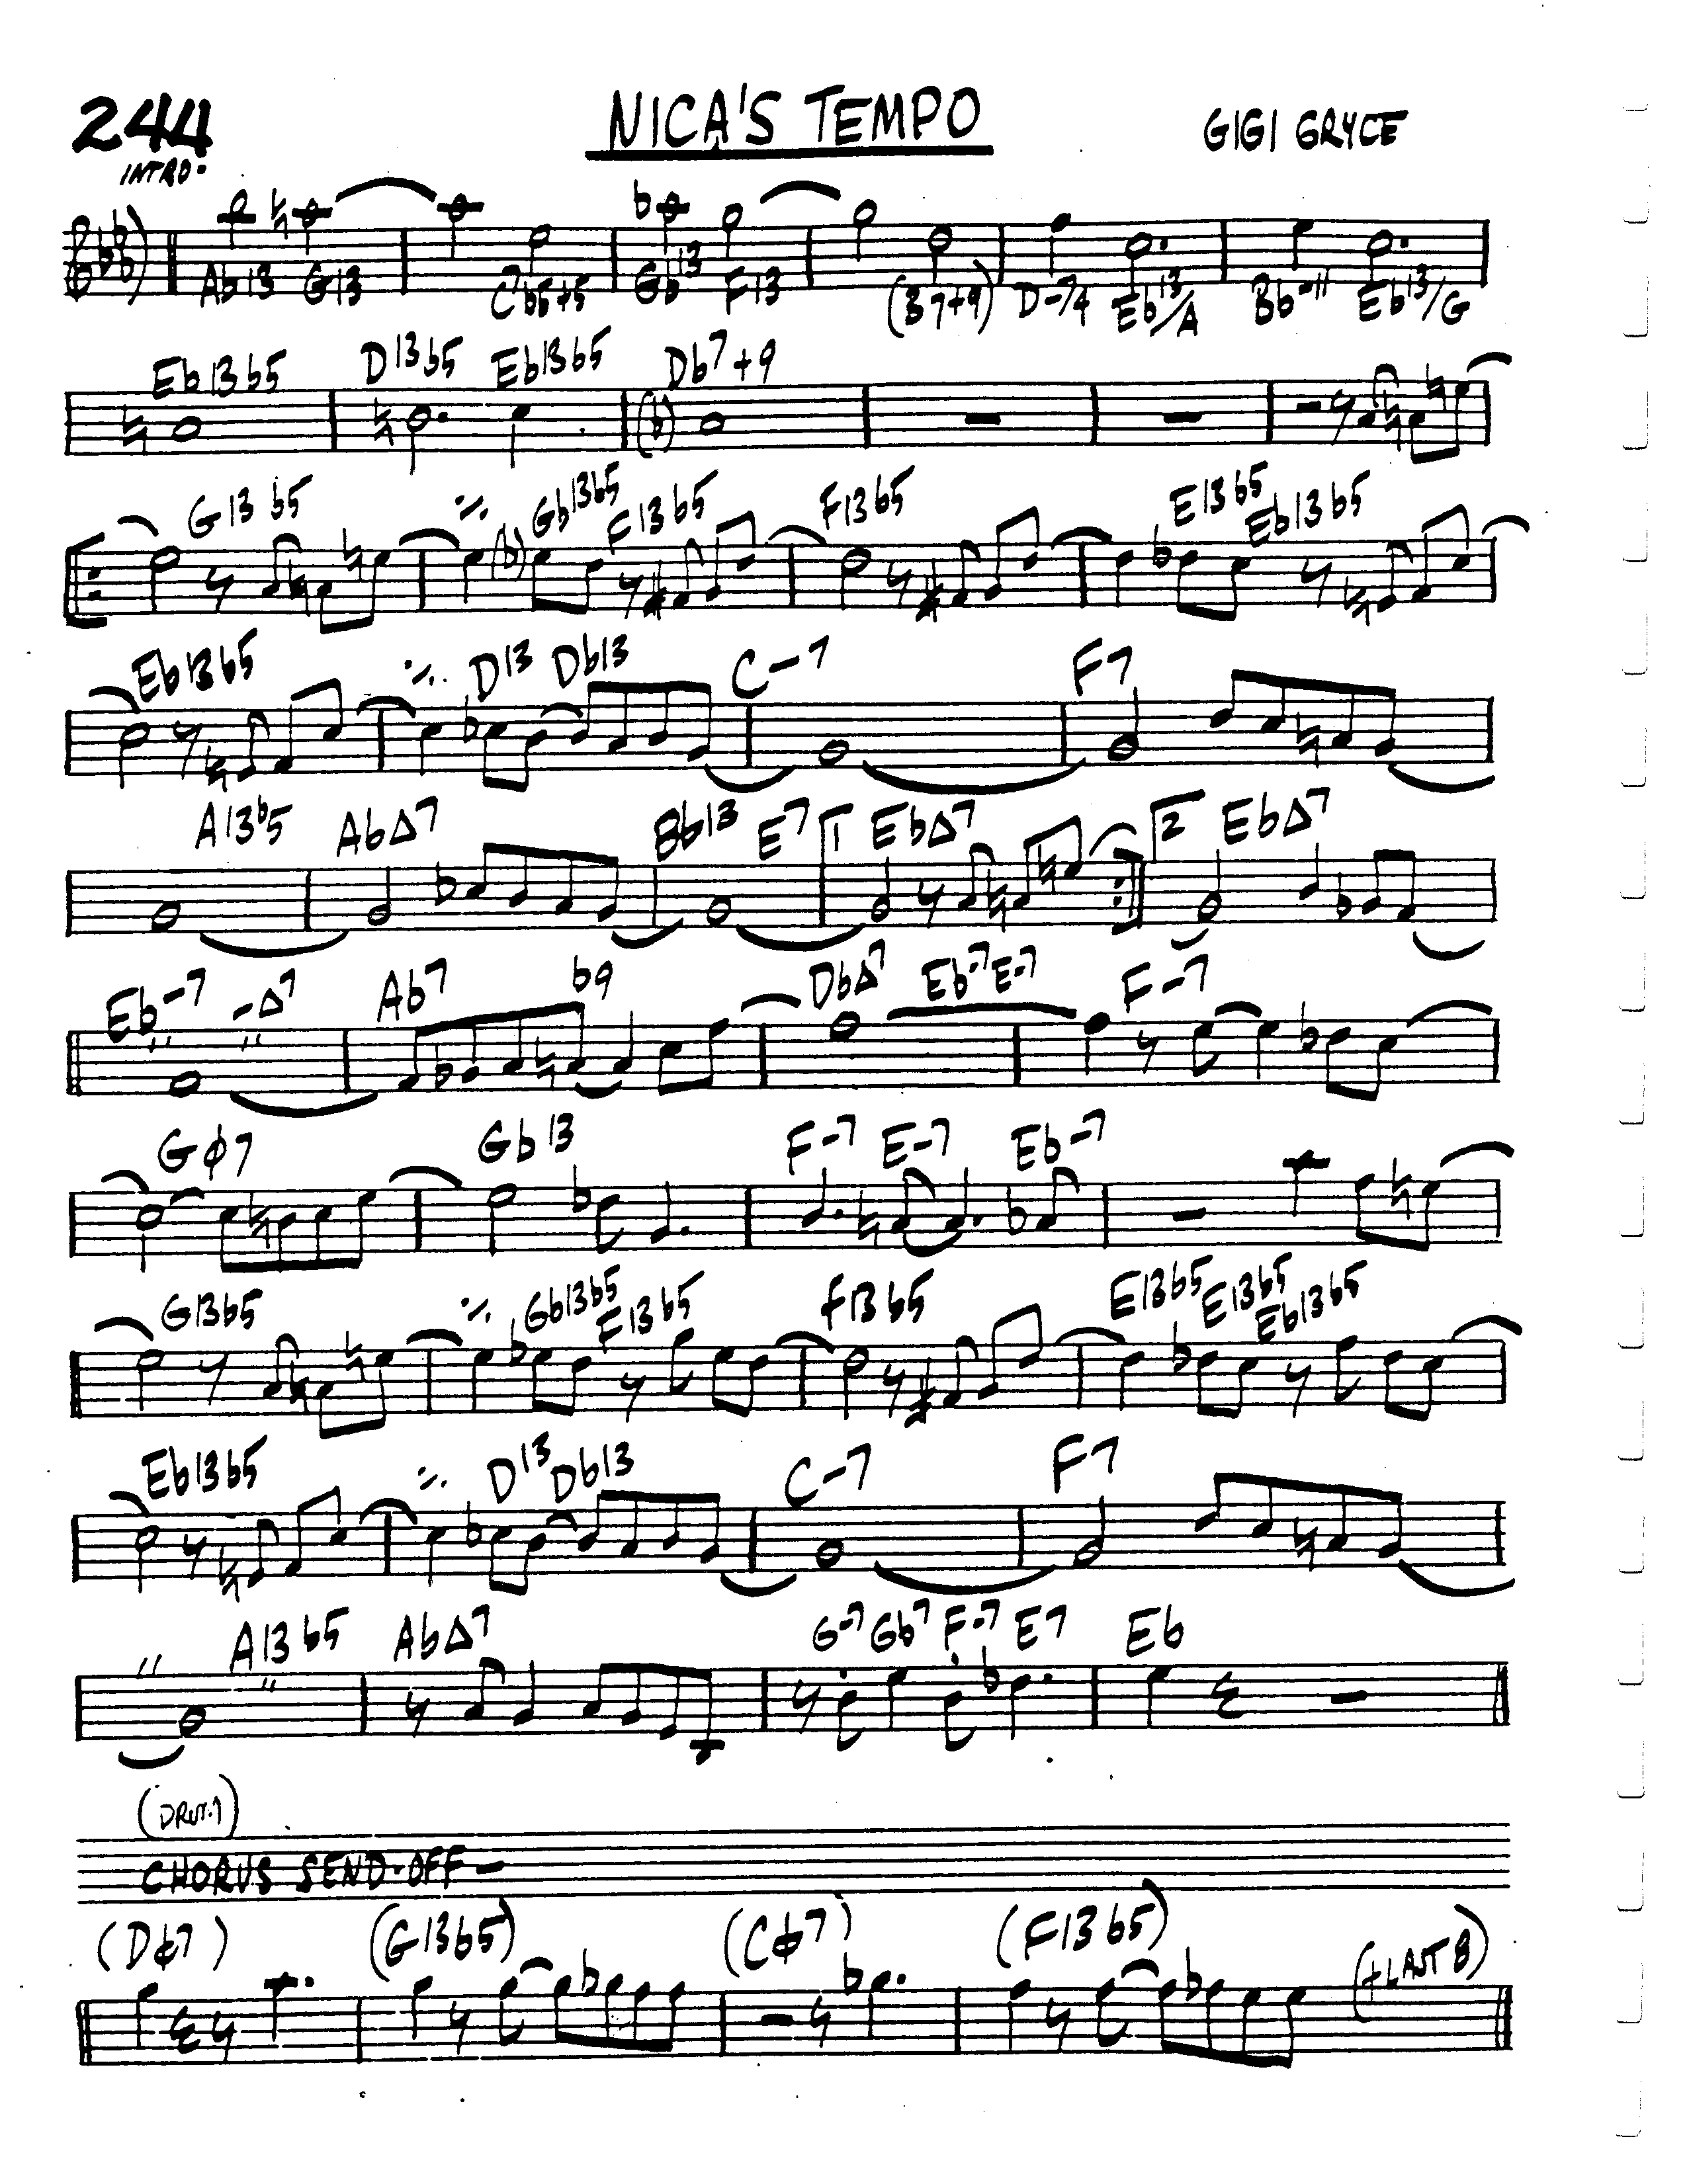 NICA'S TEMPO
244
GIGI GRYCE
INTRO.
Ab13 G13 C7b5+5 Gb13 F13 (B7+9) D-7/4 Eb13/A Bb-11 Eb13/G
Eb13b5 D13b5 Eb13b5 Db7+9
G13b5 Gb13b5 F13b5 F13b5 E13b5 Eb13b5
Eb13b5 D13 Db13 C-7 F7
A13b5 AbΔ7 Bb13 E7 1 EbΔ7 2 EbΔ7
Eb-7 -Δ7 Ab7 b9 DbΔ7 Eb-7 E-7 F-7
Gø7 Gb13 F-7 E-7 Eb-7
G13b5 Gb13b5 F13b5 F13b5 E13b5 E13b5 Eb13b5
Eb13b5 D13 Db13 C-7 F7
A13b5 AbΔ7 G-7 Gb7 F-7 E7 Eb
CHORUS SEND-OFF -
(Dø7) (G13b5) (Cø7) (F13b5) (+LAST 8)